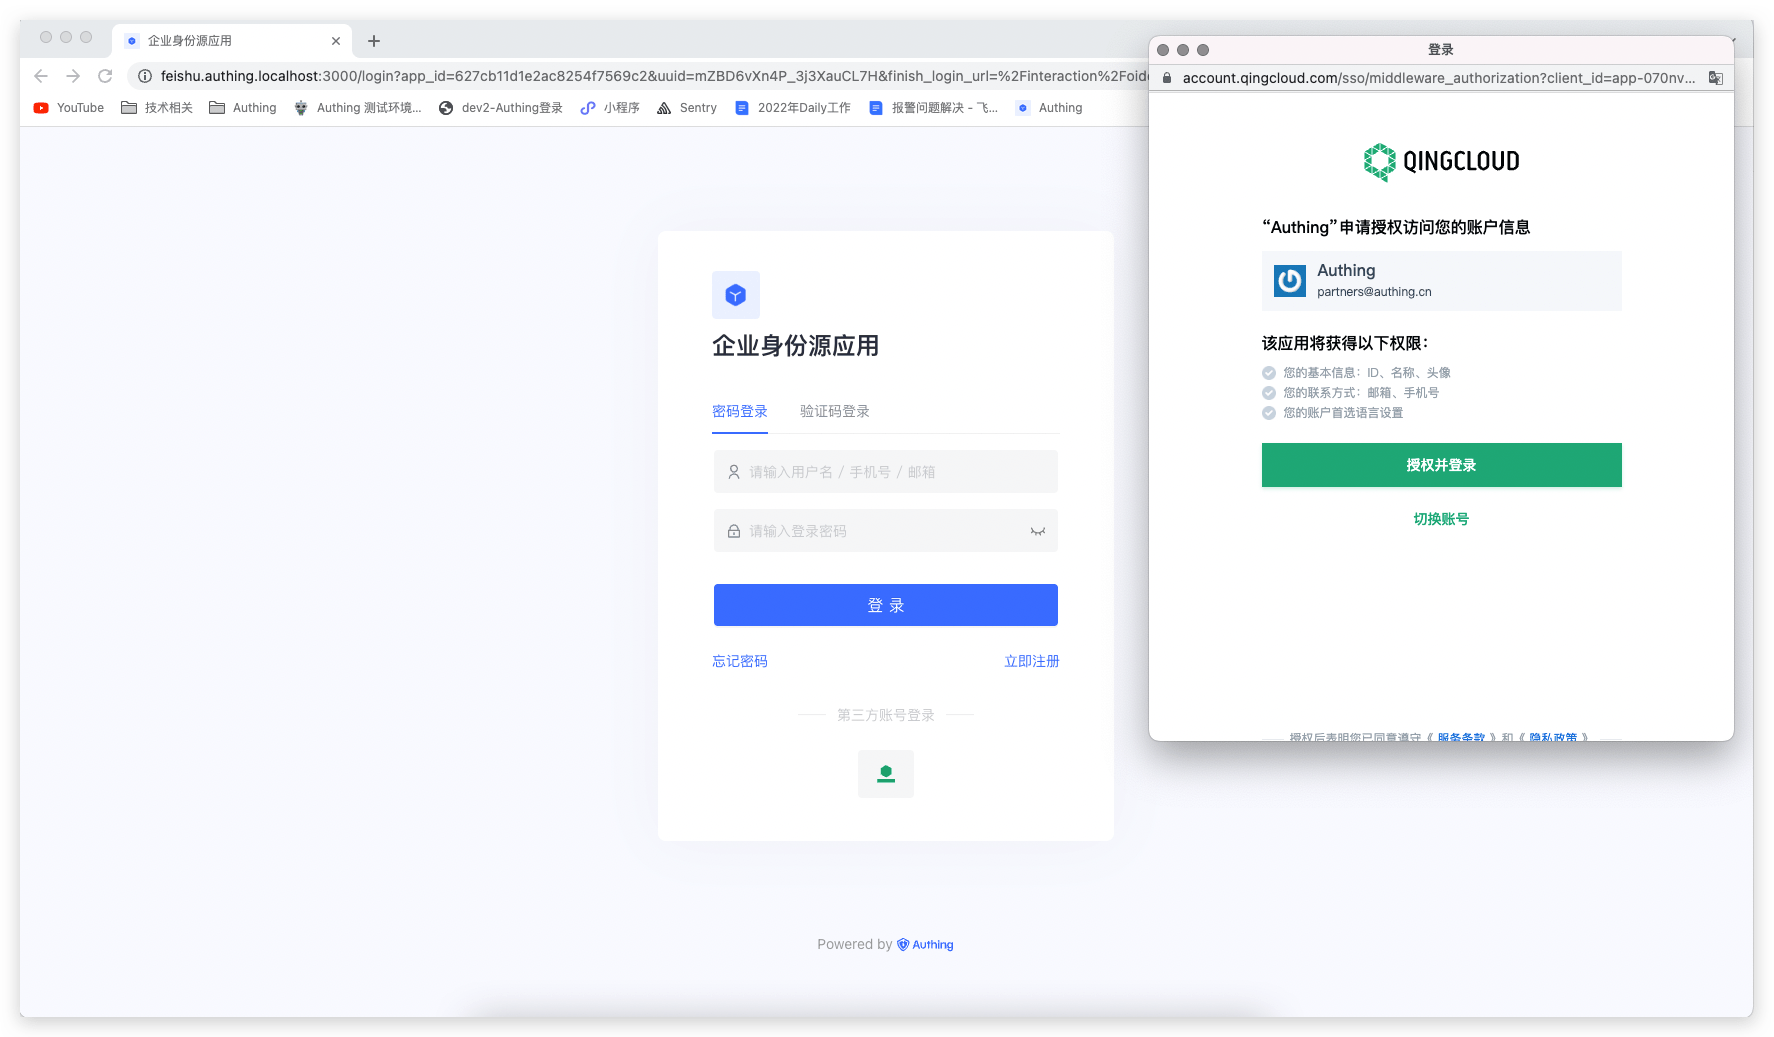 企业身份源应用
feishu.authing.localhost:3000/login?app_id=627cb11d1e2ac8254f7569c2&uuid=mZBD6vXn4P_3j3XauCL7H&finish_login_url=%2Finteraction%2Foid
YouTube 技术相关 Authing Authing 测试环境... dev2-Authing登录 小程序 Sentry 2022年Daily工作 报警问题解决 - 飞... Authing
企业身份源应用
密码登录 验证码登录
请输入用户名 / 手机号 / 邮箱
请输入登录密码
登 录
忘记密码 立即注册
第三方账号登录
Powered by Authing
登录
account.qingcloud.com/sso/middleware_authorization?client_id=app-070nv...
QINGCLOUD
“Authing”申请授权访问您的账户信息
Authing
partners@authing.cn
该应用将获得以下权限：
您的基本信息：ID、名称、头像
您的联系方式：邮箱、手机号
您的账户首选语言设置
授权并登录
切换账号
授权后表明您已同意遵守《 服务条款 》和《 隐私政策 》